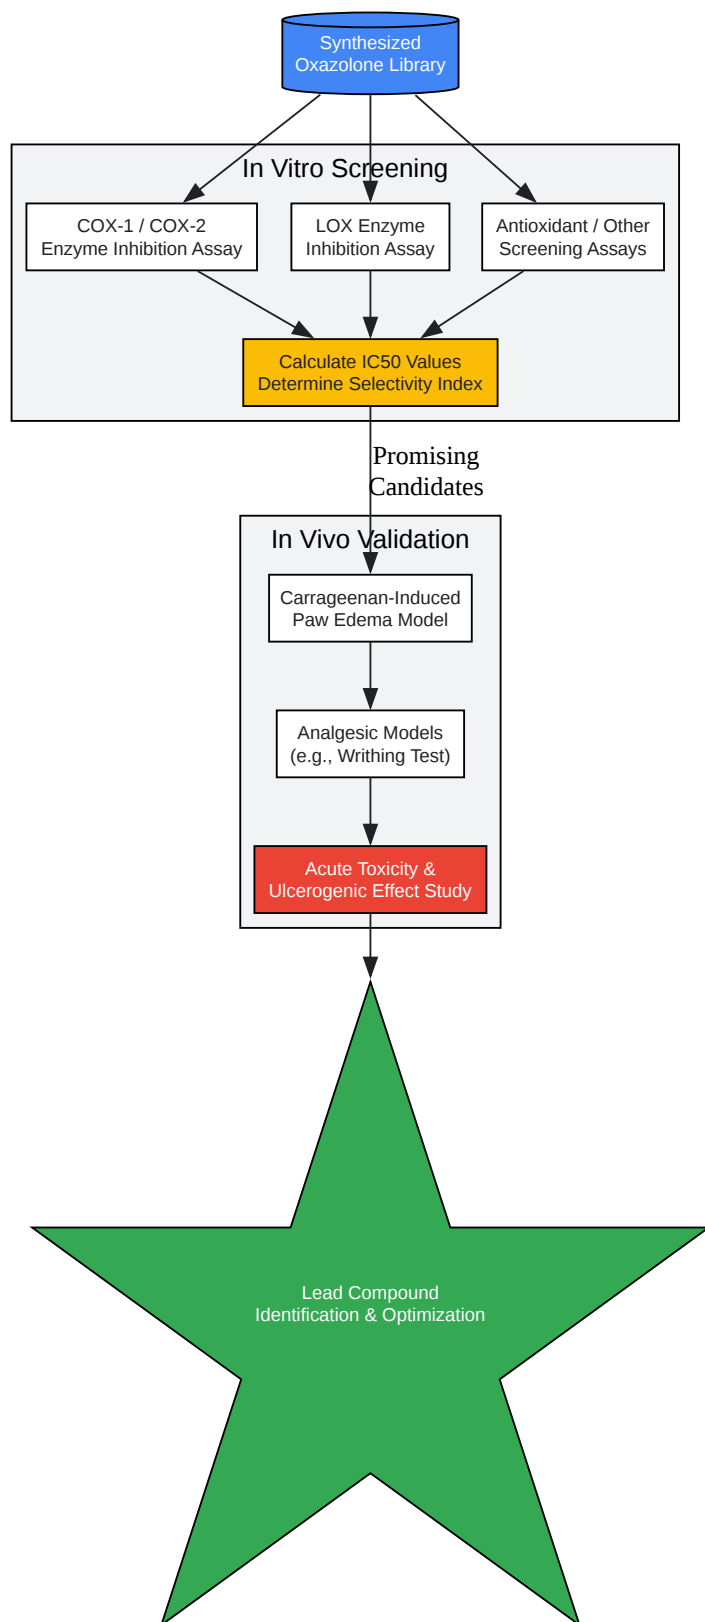 Synthesized
Oxazolone Library
In Vitro Screening
COX-1 / COX-2
Enzyme Inhibition Assay
LOX Enzyme
Inhibition Assay
Antioxidant / Other
Screening Assays
Calculate IC50 Values
Determine Selectivity Index
Promising
Candidates
In Vivo Validation
Carrageenan-Induced
Paw Edema Model
Analgesic Models
(e.g., Writhing Test)
Acute Toxicity &
Ulcerogenic Effect Study
Lead Compound
Identification & Optimization